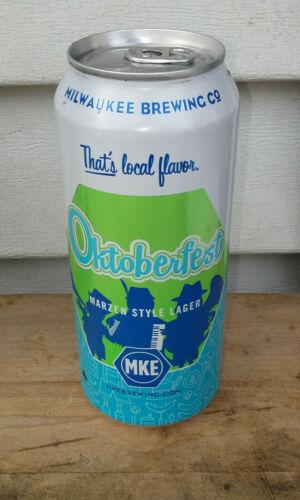 MILWAUKEE BREWING CO
That's local flavor.
Oktoberfest
MARZEN STYLE LAGER
MKE
MKEBREWING.COM